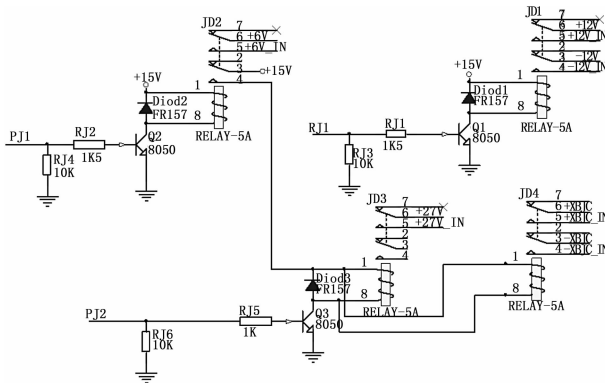 JD2
7
6 +6V
5 +6V_IN
2
3 +15V
4
+15V
1
Diod2
FR157
8
RELAY-5A
PJ1
RJ2
1K5
Q2
8050
RJ4
10K
JD1
7
6 +12V
5 +12V_IN
2
3 -12V
4 -12V_IN
+15V
1
Diod1
FR157
8
RELAY-5A
RJ1
RJ1
1K5
Q1
8050
RJ3
10K
JD3
7
6 +27V
5 +27V_IN
2
3
4
1
Diod3
FR157
8
RELAY-5A
PJ2
RJ5
1K
Q3
8050
RJ6
10K
JD4
7
6 +XBJC
5 +XBJC_IN
2
3 -XBJC
4 -XBJC_IN
1
8
RELAY-5A